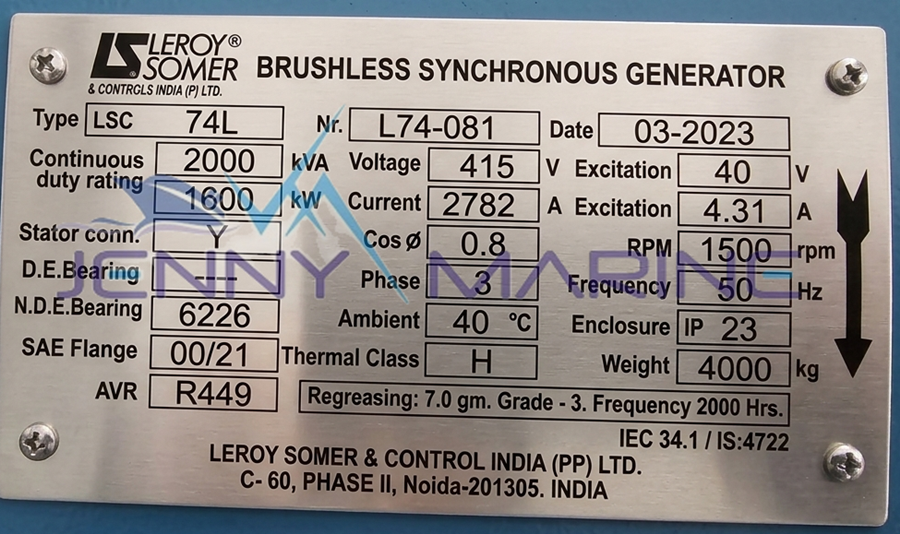 LS LEROY® SOMER
& CONTRGLS INDIA (P) LTD.
BRUSHLESS SYNCHRONOUS GENERATOR
Type LSC 74L Nr. L74-081 Date 03-2023
Continuous duty rating 2000 kVA Voltage 415 V Excitation 40 V
1600 kW Current 2782 A Excitation 4.31 A
Stator conn. Y Cos Ø 0.8 RPM 1500 rpm
D.E.Bearing ---- Phase 3 Frequency 50 Hz
N.D.E.Bearing 6226 Ambient 40 ºC Enclosure IP 23
SAE Flange 00/21 Thermal Class H Weight 4000 kg
AVR R449 Regreasing: 7.0 gm. Grade - 3. Frequency 2000 Hrs.
IEC 34.1 / IS:4722
LEROY SOMER & CONTROL INDIA (PP) LTD.
C- 60, PHASE II, Noida-201305. INDIA
JENNY MARINE